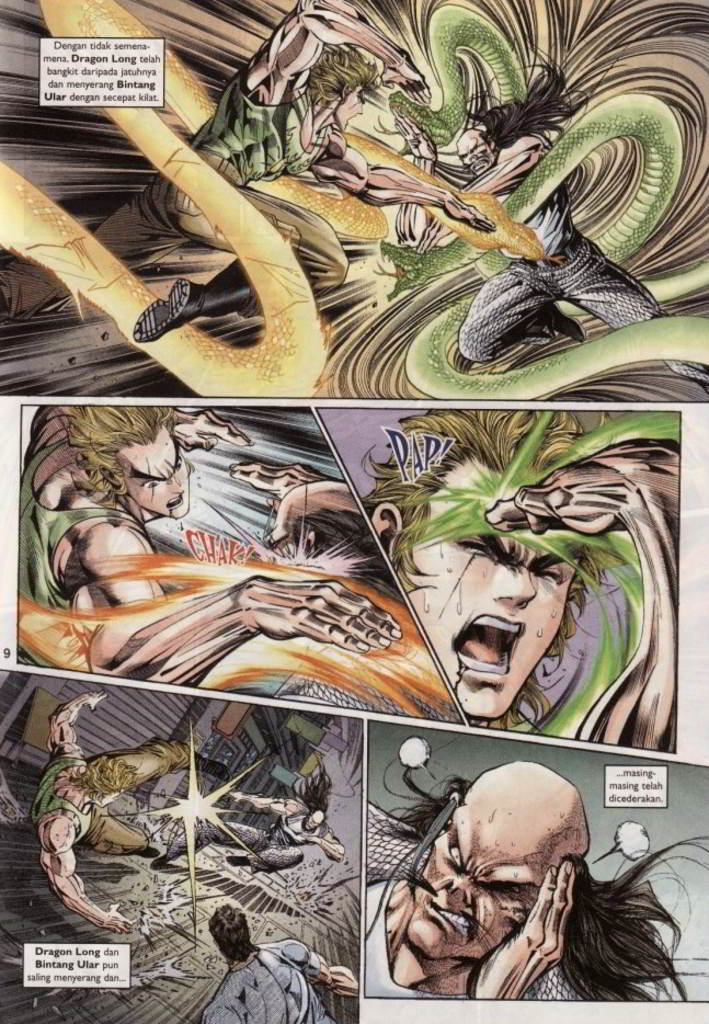 Dengan tidak semena-
mena, Dragon Long telah
bangkit daripada jatuhnya
dan menyerang Bintang
Ular dengan secepat kilat.
CHAK!
PAP!
9
Dragon Long dan
Bintang Ular pun
saling menyerang dan...
...masing-
masing telah
dicederakan.